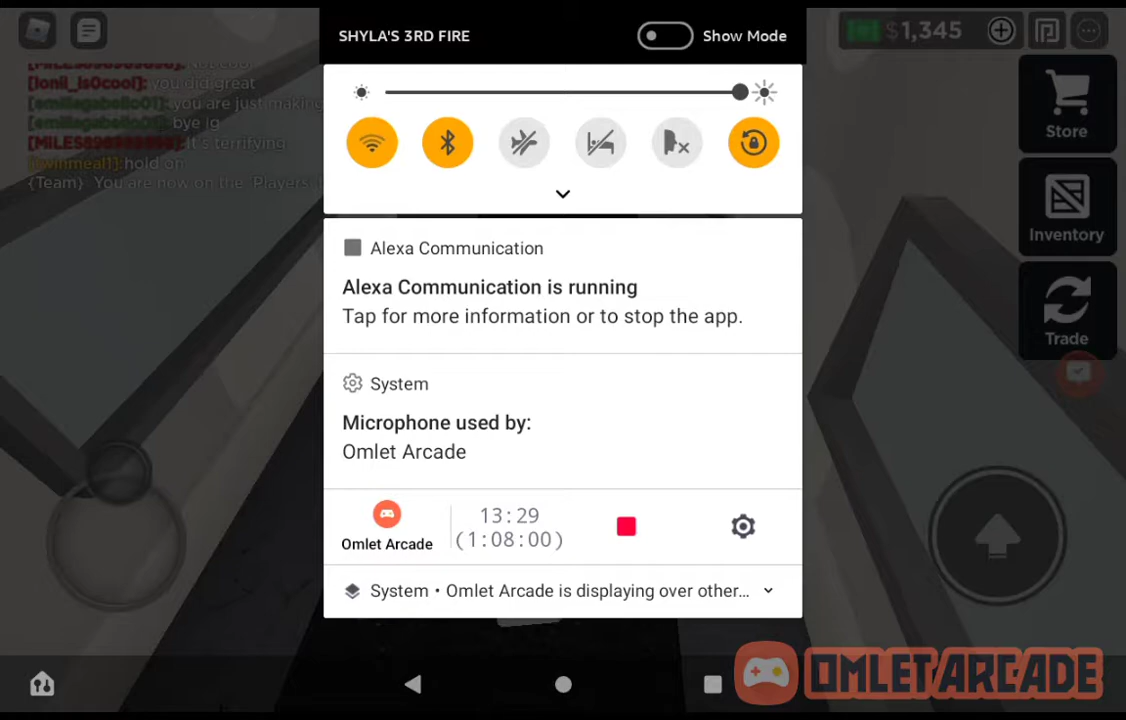 SHYLA'S 3RD FIRE
Show Mode
$1,345
you did great
you are just making
bye ig
It's terrifying
hold on
{Team} You are now on the 'Players
Store
Inventory
Trade
Alexa Communication
Alexa Communication is running
Tap for more information or to stop the app.
System
Microphone used by:
Omlet Arcade
Omlet Arcade
13:29
(1:08:00)
System • Omlet Arcade is displaying over other...
OMLET ARCADE